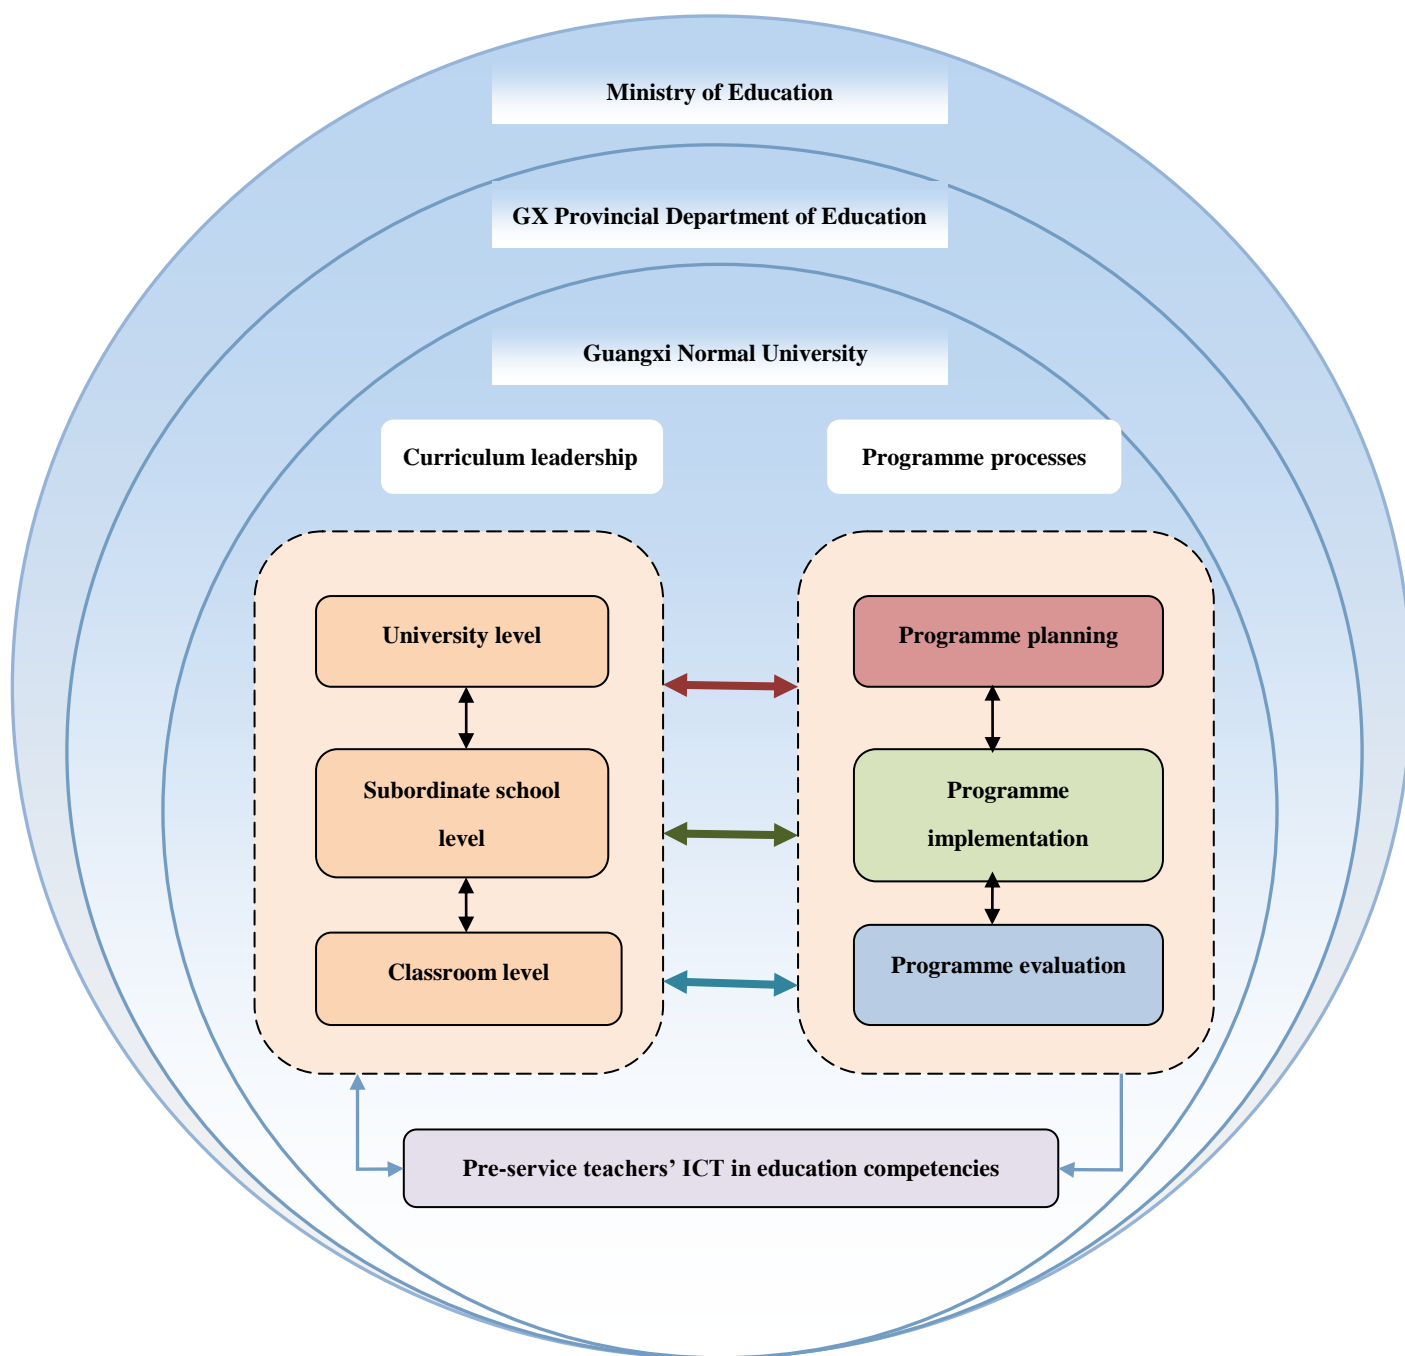 Ministry of Education
GX Provincial Department of Education
Guangxi Normal University
Curriculum leadership
Programme processes
University level
Programme planning
Subordinate school
level
Programme
implementation
Classroom level
Programme evaluation
Pre-service teachers’ ICT in education competencies